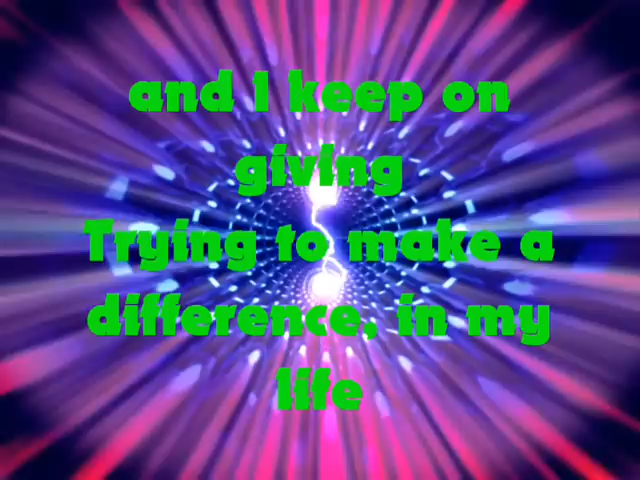 and I keep on
giving
Trying to make a
difference, in my
life